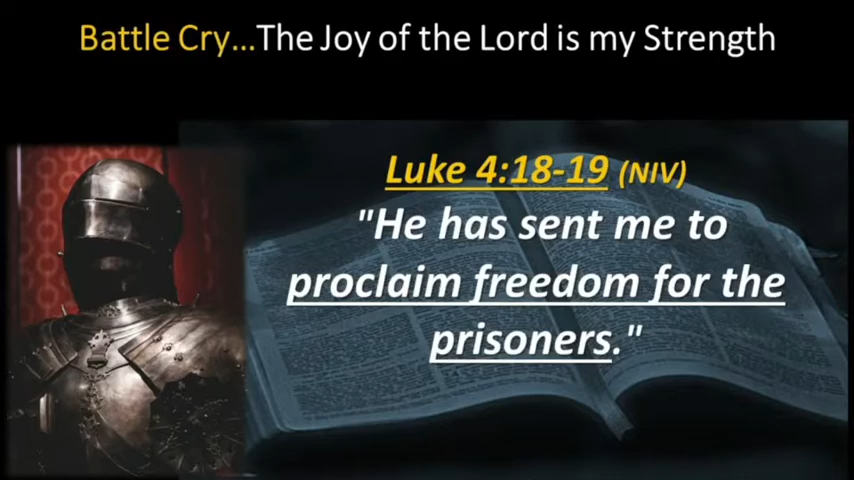 Battle Cry...The Joy of the Lord is my Strength
Luke 4:18-19 (NIV)
"He has sent me to
proclaim freedom for the
prisoners."